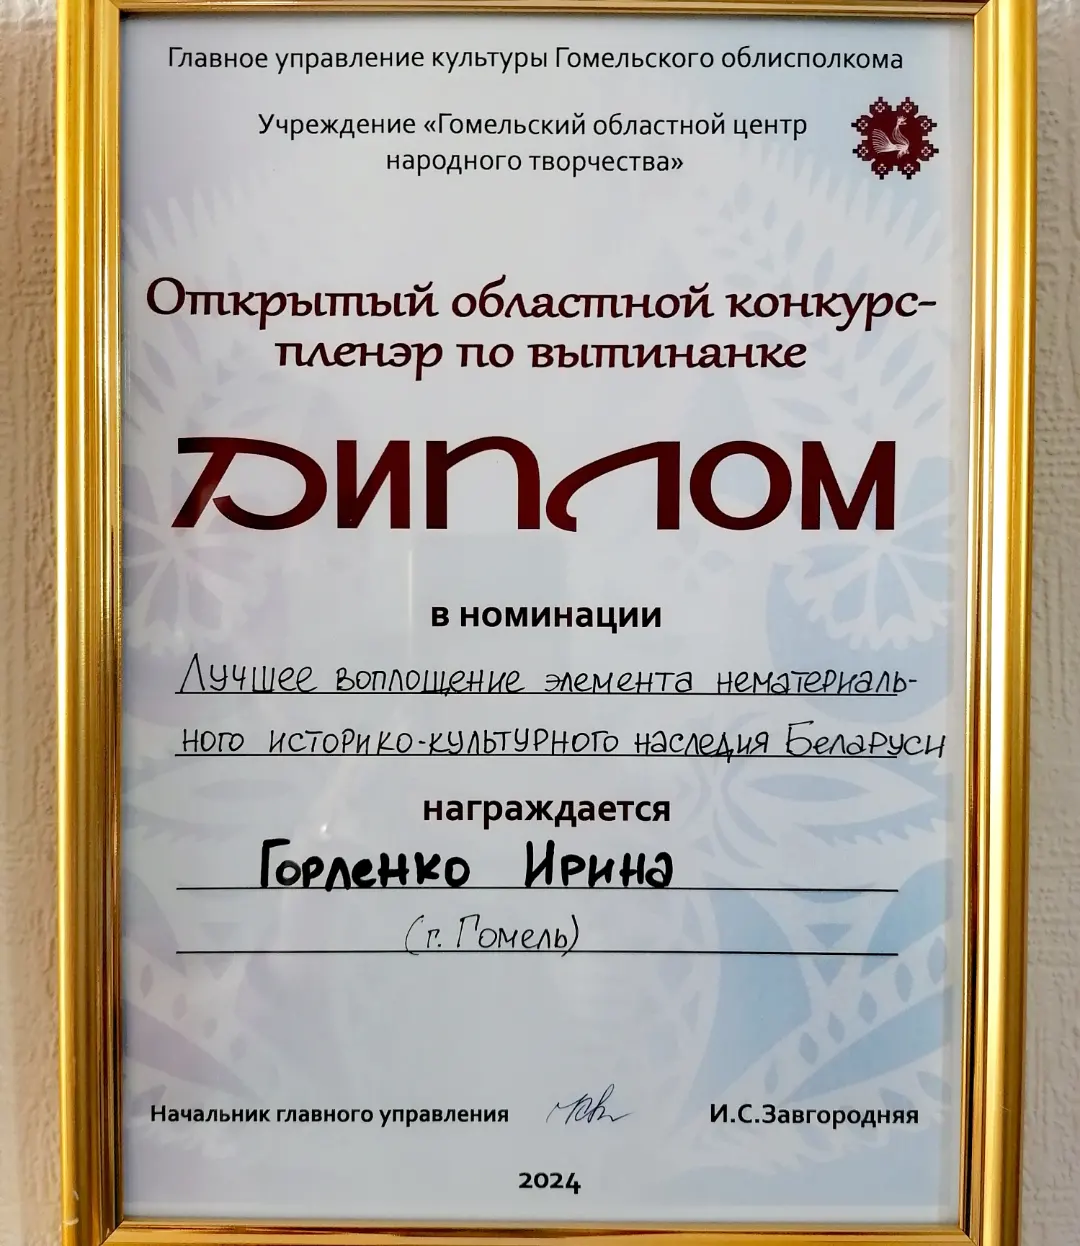 Главное управление культуры Гомельского облисполкома
Учреждение «Гомельский областной центр
народного творчества»
Открытый областной конкурс-
пленэр по вытинанке
ДИПЛОМ
в номинации
Лучшее воплощение элемента нематериаль-
ного историко-культурного наследия Беларуси
награждается
Горленко Ирина
(г. Гомель)
Начальник главного управления И.С.Завгородняя
2024